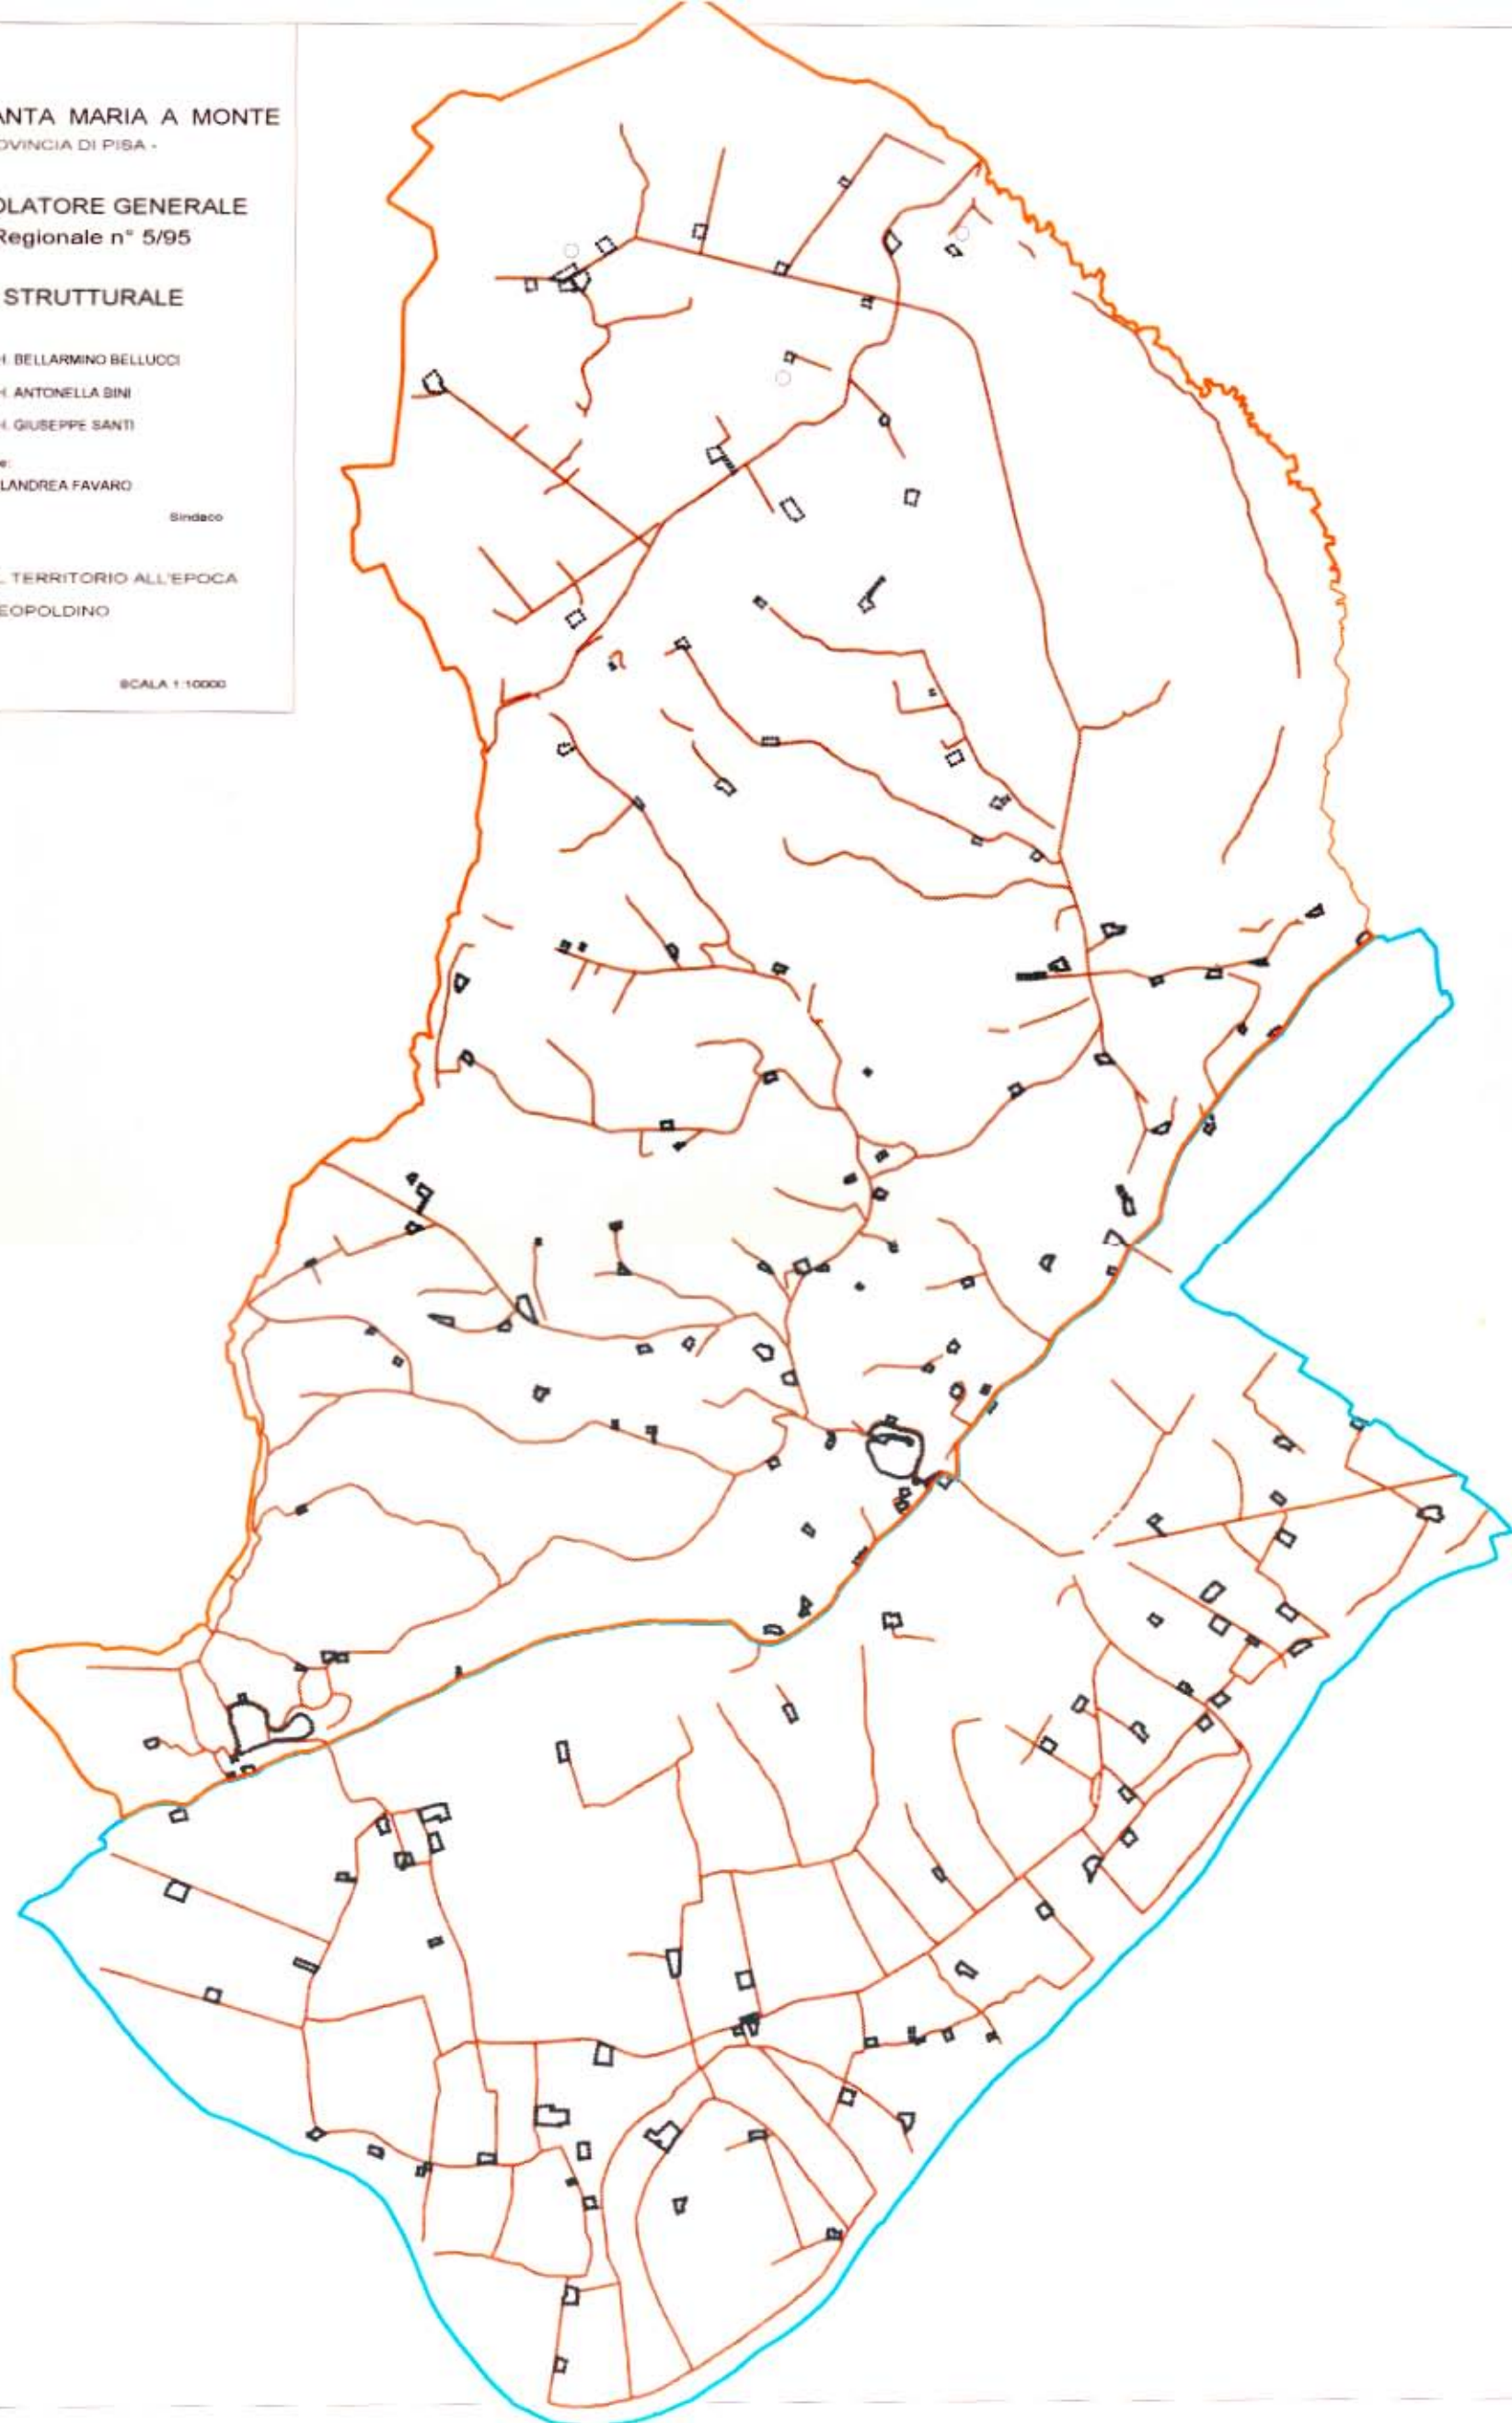 ANTA MARIA A MONTE
OVINCIA DI PISA -
OLATORE GENERALE
Regionale n° 5/95
STRUTTURALE
H. BELLARMINO BELLUCCI
H. ANTONELLA BINI
H. GIUSEPPE SANTI
e:
LANDREA FAVARO
Sindaco
L TERRITORIO ALL'EPOCA
EOPOLDINO
SCALA 1:10000